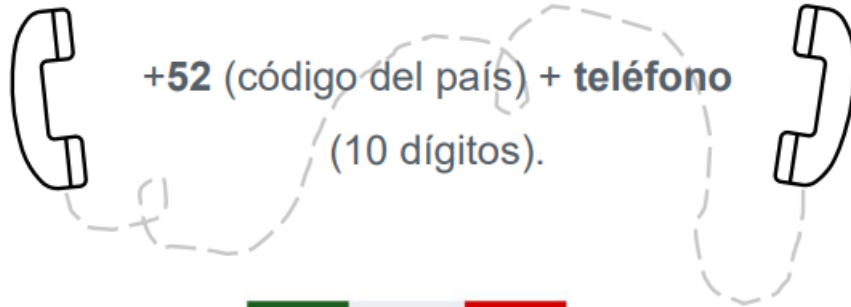 +52 (código del país) + teléfono
(10 dígitos).